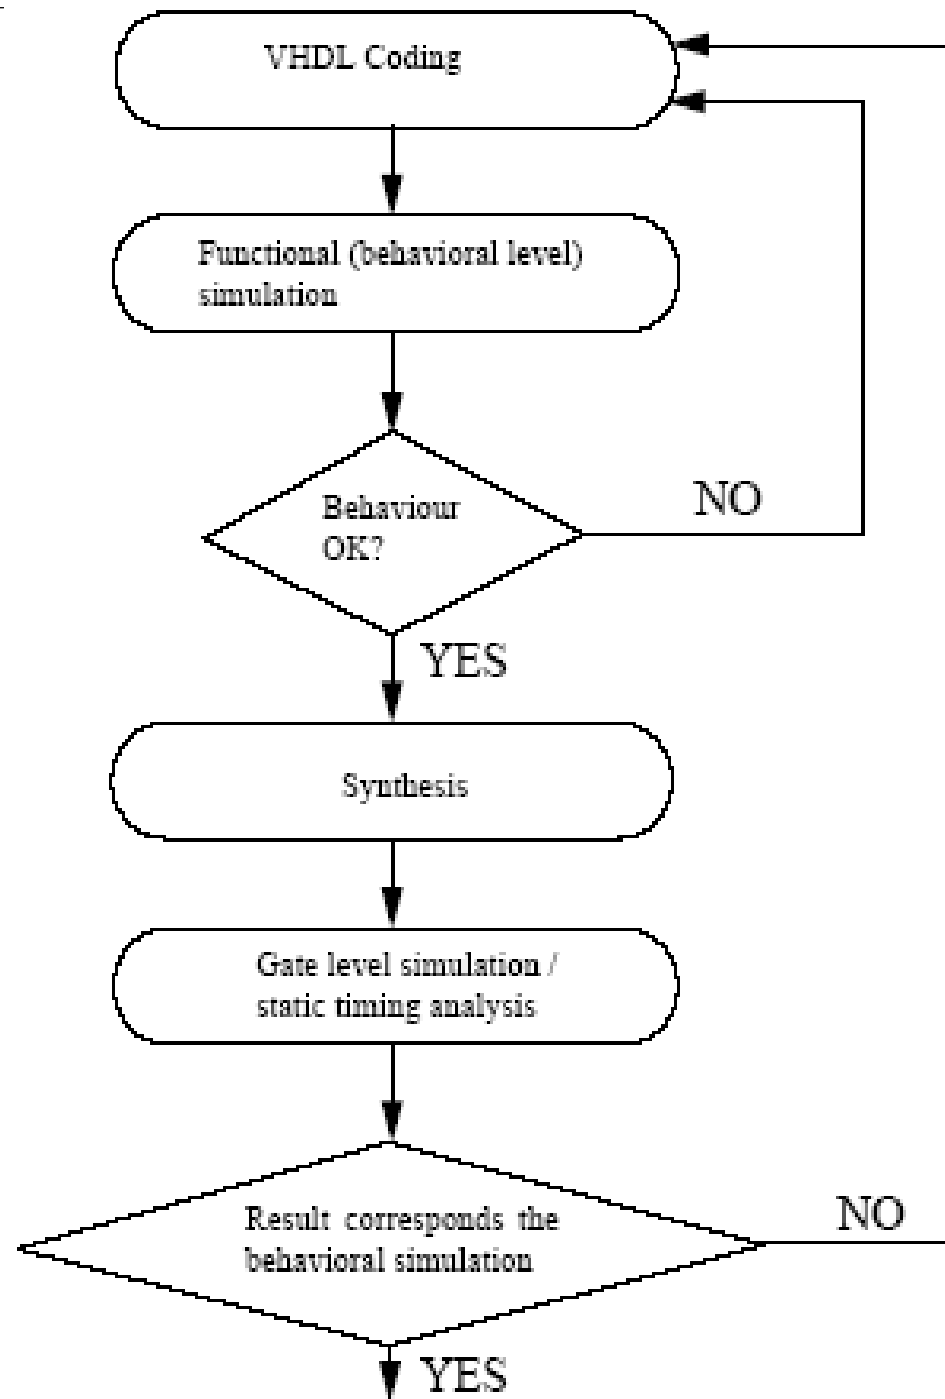 VHDL Coding
Functional (behavioral level)
simulation
Behaviour
OK?
NO
YES
Synthesis
Gate level simulation /
static timing analysis
Result corresponds the
behavioral simulation
NO
YES